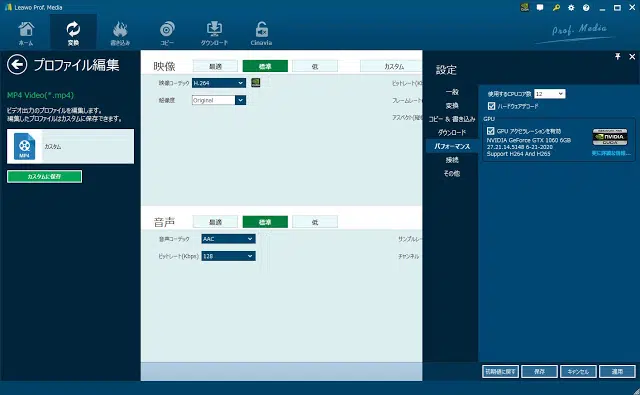 Leawo Prof. Media
ホーム
変換
書き込み
コピー
ダウンロード
Cinavia
Prof. Media
プロファイル編集
MP4 Video(*.mp4)
ビデオ出力のプロファイルを編集します。
編集したプロファイルはカスタムに保存できます。
MP4
カスタム
カスタムに保存
映像
最適
標準
低
カスタム
映像コーデック
H.264
ビットレート(Kb
解像度
Original
フレームレート
アスペクト(縦
音声
最適
標準
低
音声コーデック
AAC
サンプルレー
ビットレート(Kbps)
128
チャンネル
設定
一般
変換
コピー & 書き込み
ダウンロード
パフォーマンス
接続
その他
使用するCPUコア数
12
ハードウェアデコード
GPU
GPU アクセラレーションを有効
NVIDIA GeForce GTX 1060 6GB
27.21.14.5148 6-21-2020
Support H264 And H265
NVIDIA
CUDA
更に詳細な情報...
初期値に戻す
保存
キャンセル
適用